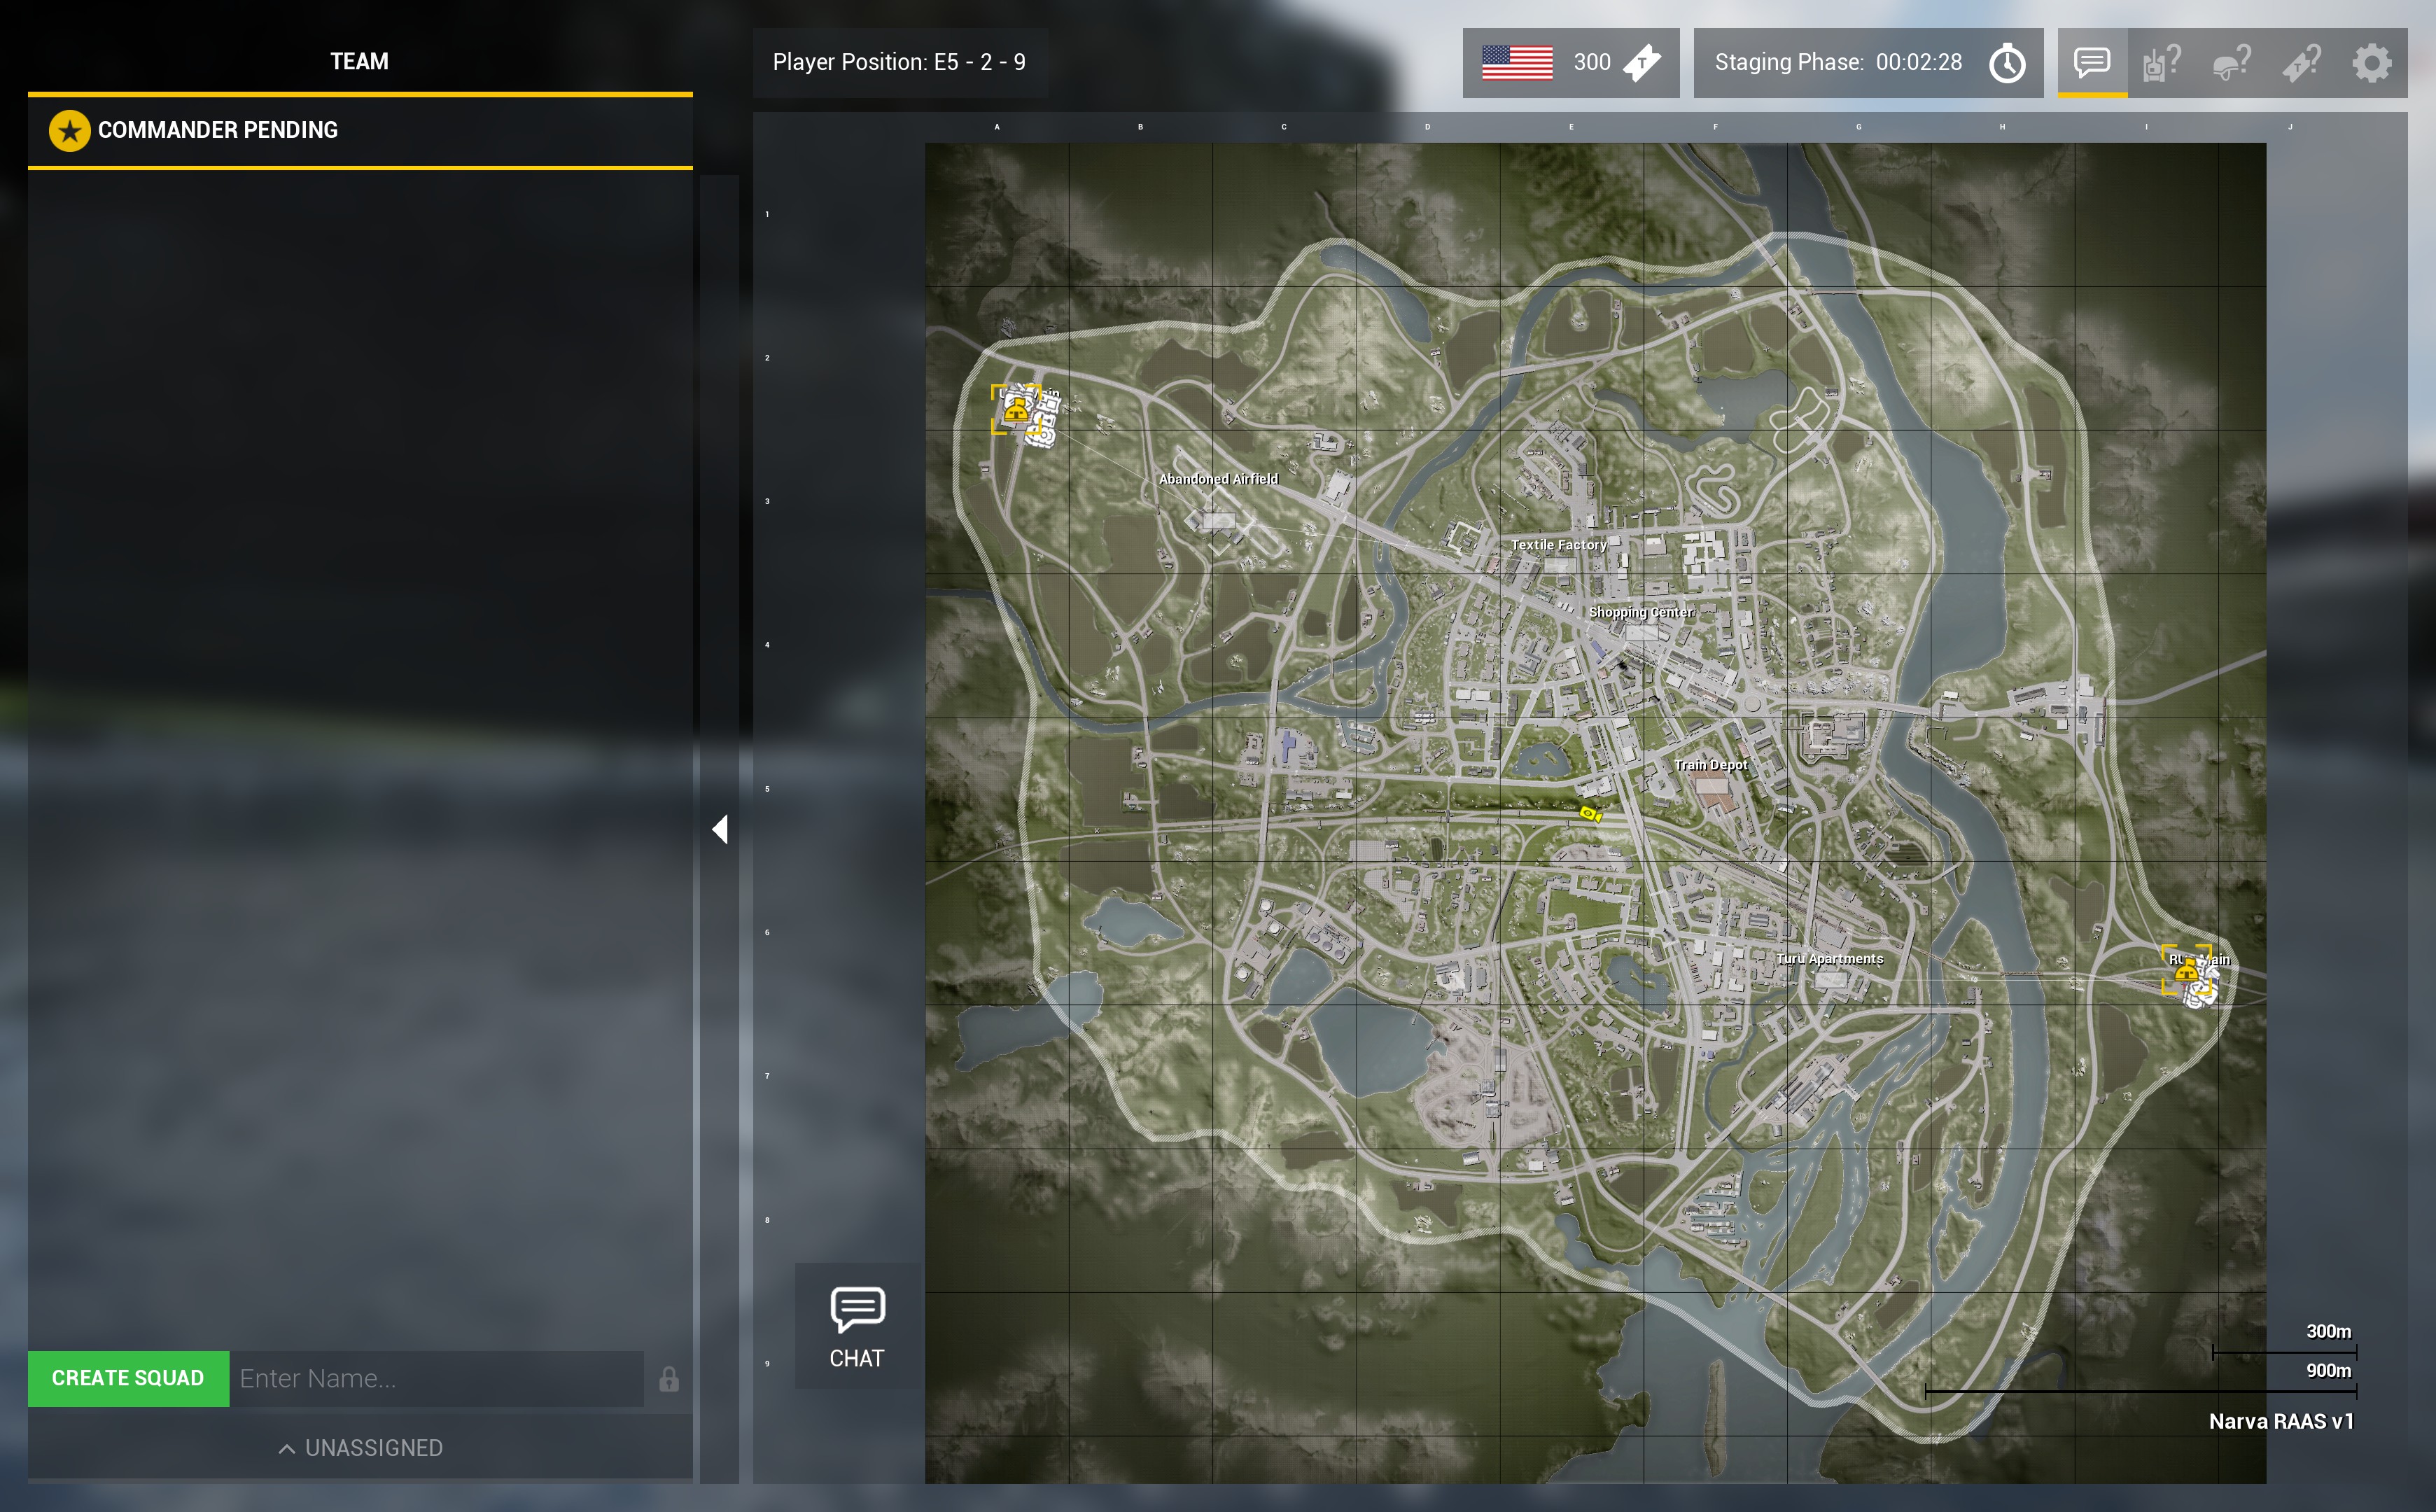 TEAM
COMMANDER PENDING
Player Position: E5 - 2 - 9
300
Staging Phase: 00:02:28
A B C D E F G H I J
1
2
3
4
5
6
7
8
9
Abandoned Airfield
Textile Factory
Shopping Center
Train Depot
Turu Apartments
300m
900m
Narva RAAS v1
CHAT
CREATE SQUAD
Enter Name...
UNASSIGNED